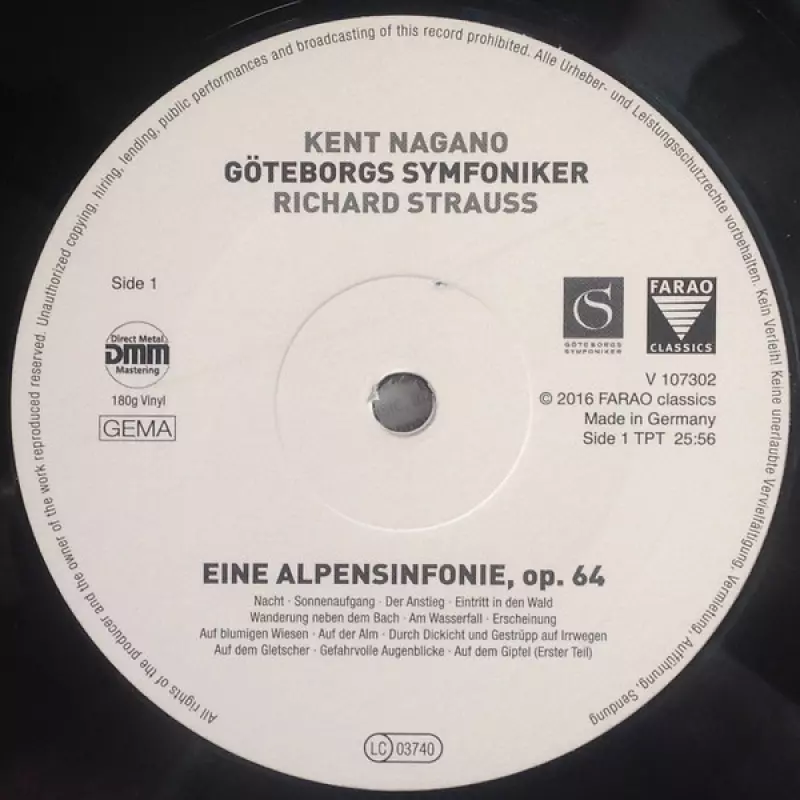 All rights of the producer and the owner of the work reproduced reserved. Unauthorized copying, hiring, lending, public performances and broadcasting of this record prohibited. Alle Urheber- und Leistungsschutzrechte vorbehalten. Kein Verleih! Keine unerlaubte Vervielfältigung, Vermietung, Aufführung, Sendung
KENT NAGANO
GÖTEBORGS SYMFONIKER
RICHARD STRAUSS
Side 1
Direct Metal
DMM
Mastering
180g Vinyl
GEMA
GS
GÖTEBORGS
SYMFONIKER
FARAO
CLASSICS
V 107302
© 2016 FARAO classics
Made in Germany
Side 1 TPT 25:56
EINE ALPENSINFONIE, op. 64
Nacht · Sonnenaufgang · Der Anstieg · Eintritt in den Wald
Wanderung neben dem Bach · Am Wasserfall · Erscheinung
Auf blumigen Wiesen · Auf der Alm · Durch Dickicht und Gestrüpp auf Irrwegen
Auf dem Gletscher · Gefahrvolle Augenblicke · Auf dem Gipfel (Erster Teil)
LC 03740